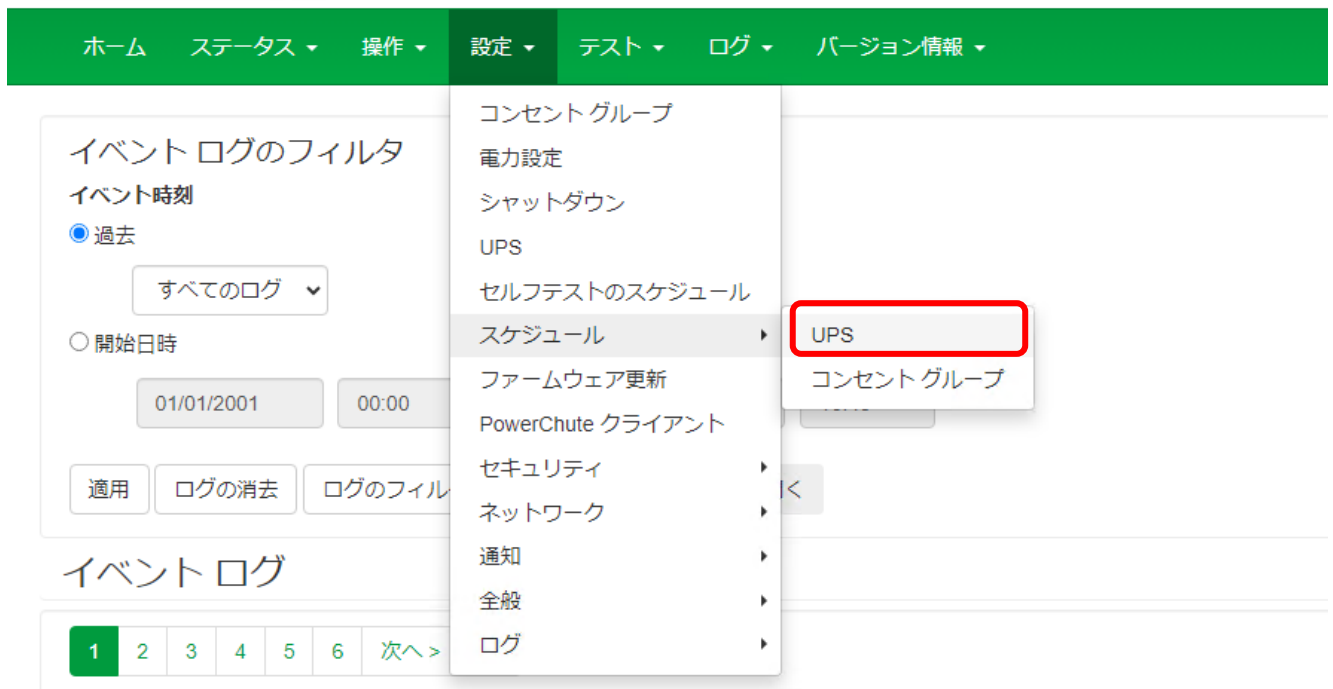 ホーム ステータス 操作 設定 テスト ログ バージョン情報
コンセント グループ
電力設定
シャットダウン
UPS
セルフテストのスケジュール
スケジュール
ファームウェア更新
PowerChute クライアント
セキュリティ
ネットワーク
通知
全般
ログ
UPS
コンセント グループ
イベント ログのフィルタ
イベント時刻
過去
すべてのログ
開始日時
01/01/2001 00:00
適用 ログの消去 ログのフィル く
イベント ログ
1 2 3 4 5 6 次へ >